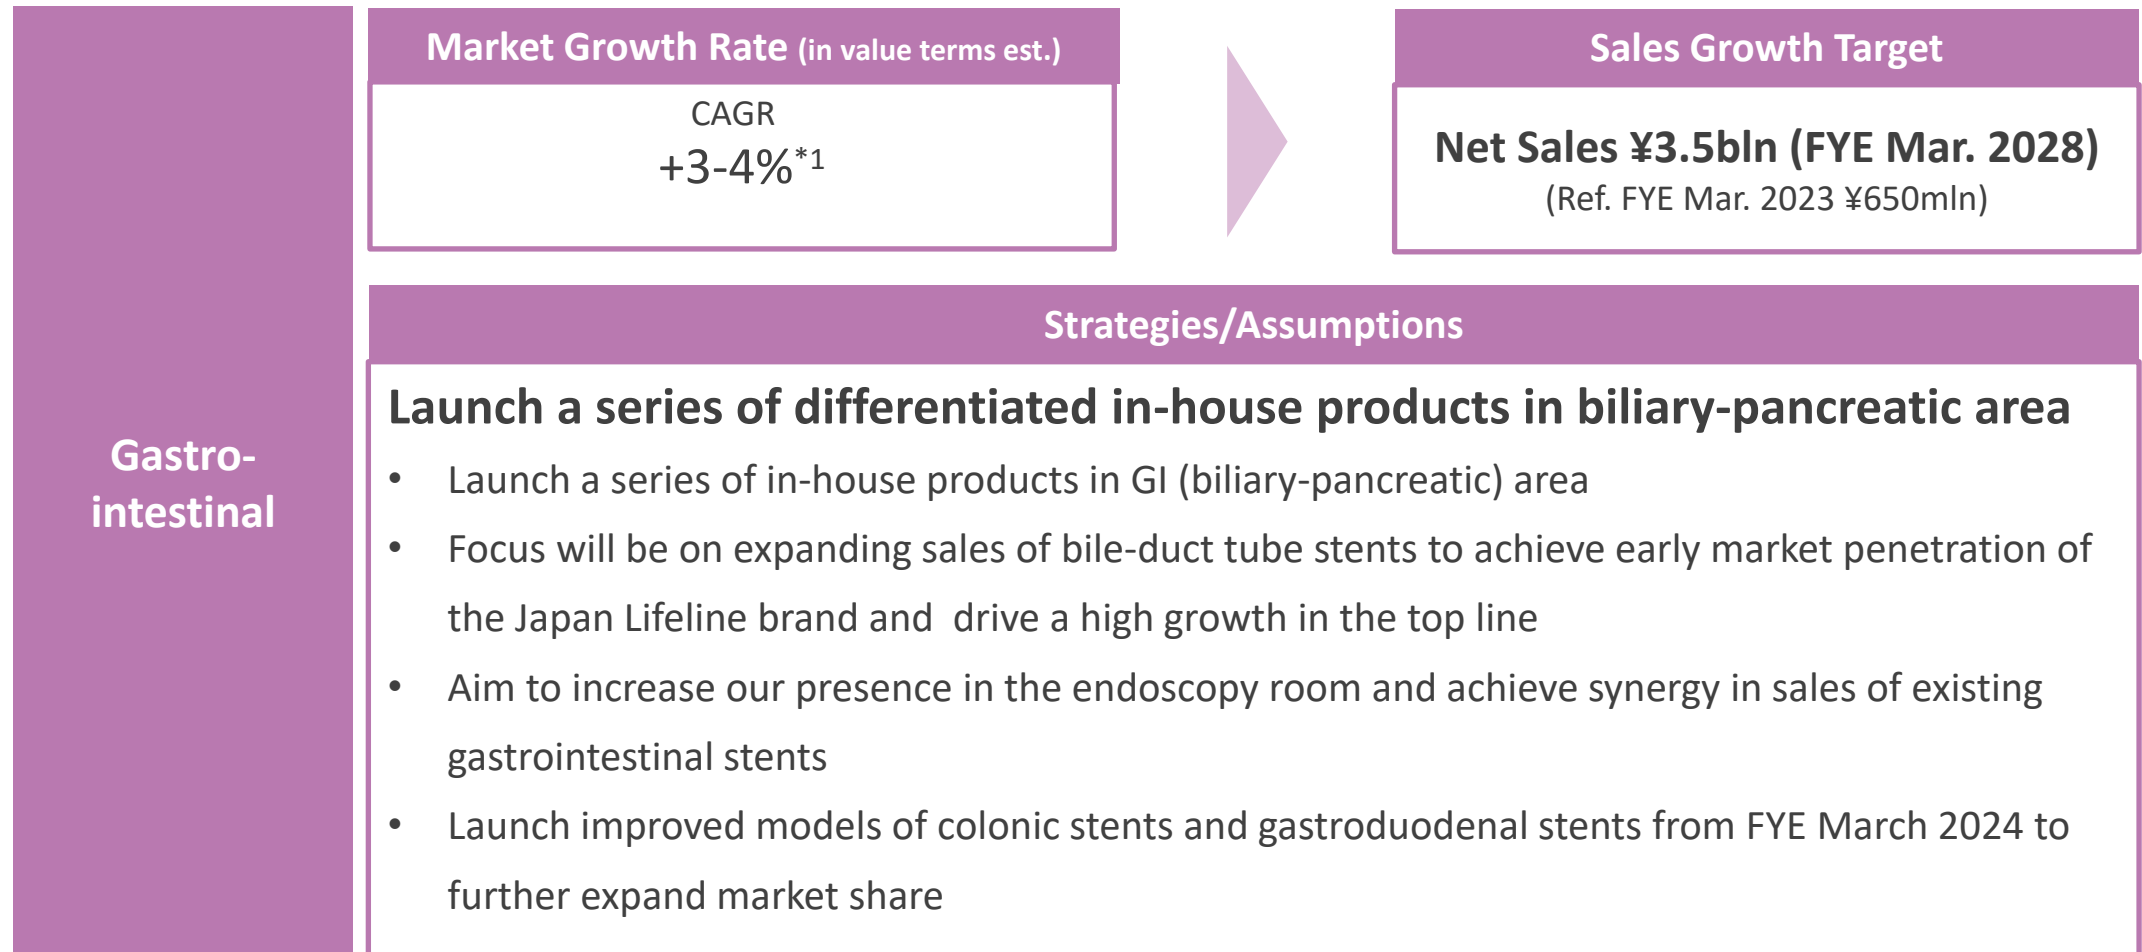 Gastro-
intestinal
Market Growth Rate (in value terms est.)
CAGR
+3-4%*1
Sales Growth Target
Net Sales ¥3.5bln (FYE Mar. 2028)
(Ref. FYE Mar. 2023 ¥650mln)
Strategies/Assumptions
Launch a series of differentiated in-house products in biliary-pancreatic area
• Launch a series of in-house products in GI (biliary-pancreatic) area
• Focus will be on expanding sales of bile-duct tube stents to achieve early market penetration of
the Japan Lifeline brand and  drive a high growth in the top line
• Aim to increase our presence in the endoscopy room and achieve synergy in sales of existing
gastrointestinal stents
• Launch improved models of colonic stents and gastroduodenal stents from FYE March 2024 to
further expand market share